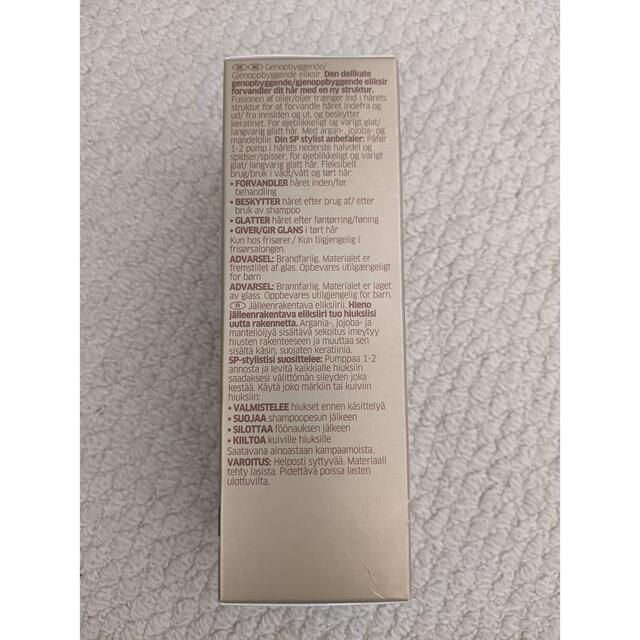 DK NO Genopbyggende/
Gjenoppbyggende eliksir. Den delikate
genopbyggende/gjenoppbyggende eliksir
forvandler dit hår med en ny struktur.
Fusionen af olier/oljer trænger ind i hårets
struktur for at forvandle håret indefra og
ud/ fra innsiden og ut, og beskytter
keratinet. For øjeblikkeligt og varigt glat/
langvarig glatt hår. Med argan-, jojoba- og
mandelolie. Din SP stylist anbefaler: Påfør
1-2 pump i hårets nederste halvdel og
spidser/spisser, for øjeblikkeligt og varigt
glat/ langvarig glatt hår. Fleksibelt
brug/bruk i vådt/vått og tørt hår:
• FORVANDLER håret inden/før
behandling
• BESKYTTER håret efter brug af/ etter
bruk av shampoo
• GLATTER håret efter føntørring/føning
• GIVER/GIR GLANS i tørt hår
Kun hos frisører./ Kun tilgjengelig i
frisørsalongen.
ADVARSEL: Brandfarlig. Materialet er
fremstillet af glas. Opbevares utilgængeligt
for børn
ADVARSEL: Brannfarlig. Materialet er laget
av glass. Oppbevares utilgjengelig for barn.
FI Jälleenrakentava eliksiirii. Hieno
jälleenrakentava eliksiiri tuo hiuksiisi
uutta rakennetta. Argania-, jojoba- ja
manteliöljyä sisältävä sekoitus imeytyy
hiusten rakenteeseen ja muuttaa sen
sisältä käsin, suojaten keratiinia.
SP-stylistisi suosittelee: Pumppaa 1-2
annosta ja levitä kaikkialle hiuksiin
saadaksesi välittömän sileyden joka
kestää. Käytä joko märkiin tai kuiviin
hiuksiin:
• VALMISTELEE hiukset ennen käsittelyä
• SUOJAA shampoopesun jälkeen
• SILOTTAA föönauksen jälkeen
• KIILTOA kuiville hiuksille
Saatavana ainoastaan kampaamoista.
VAROITUS: Helposti syttyvää. Materiaali
tehty lasista. Pidettävä poissa lasten
ulottuvilta.